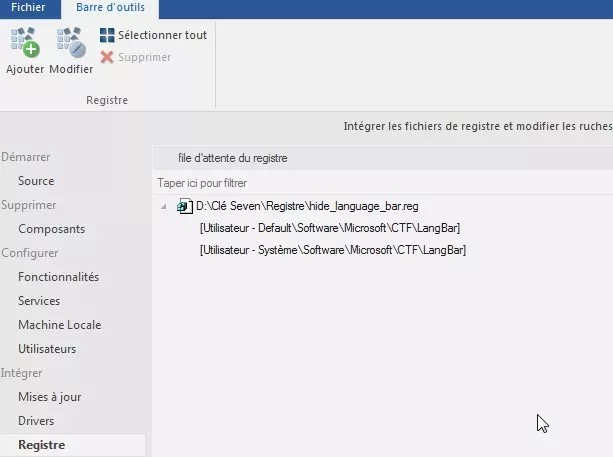 Fichier
Barre d'outils
Ajouter
Modifier
Sélectionner tout
Supprimer
Registre
Intégrer les fichiers de registre et modifier les ruches
Démarrer
Source
Supprimer
Composants
Configurer
Fonctionnalités
Services
Machine Locale
Utilisateurs
Intégrer
Mises à jour
Drivers
Registre
file d'attente du registre
Taper ici pour filtrer
D:\Clé Seven\Registre\hide_language_bar.reg
[Utilisateur - Default\Software\Microsoft\CTF\LangBar]
[Utilisateur - Système\Software\Microsoft\CTF\LangBar]